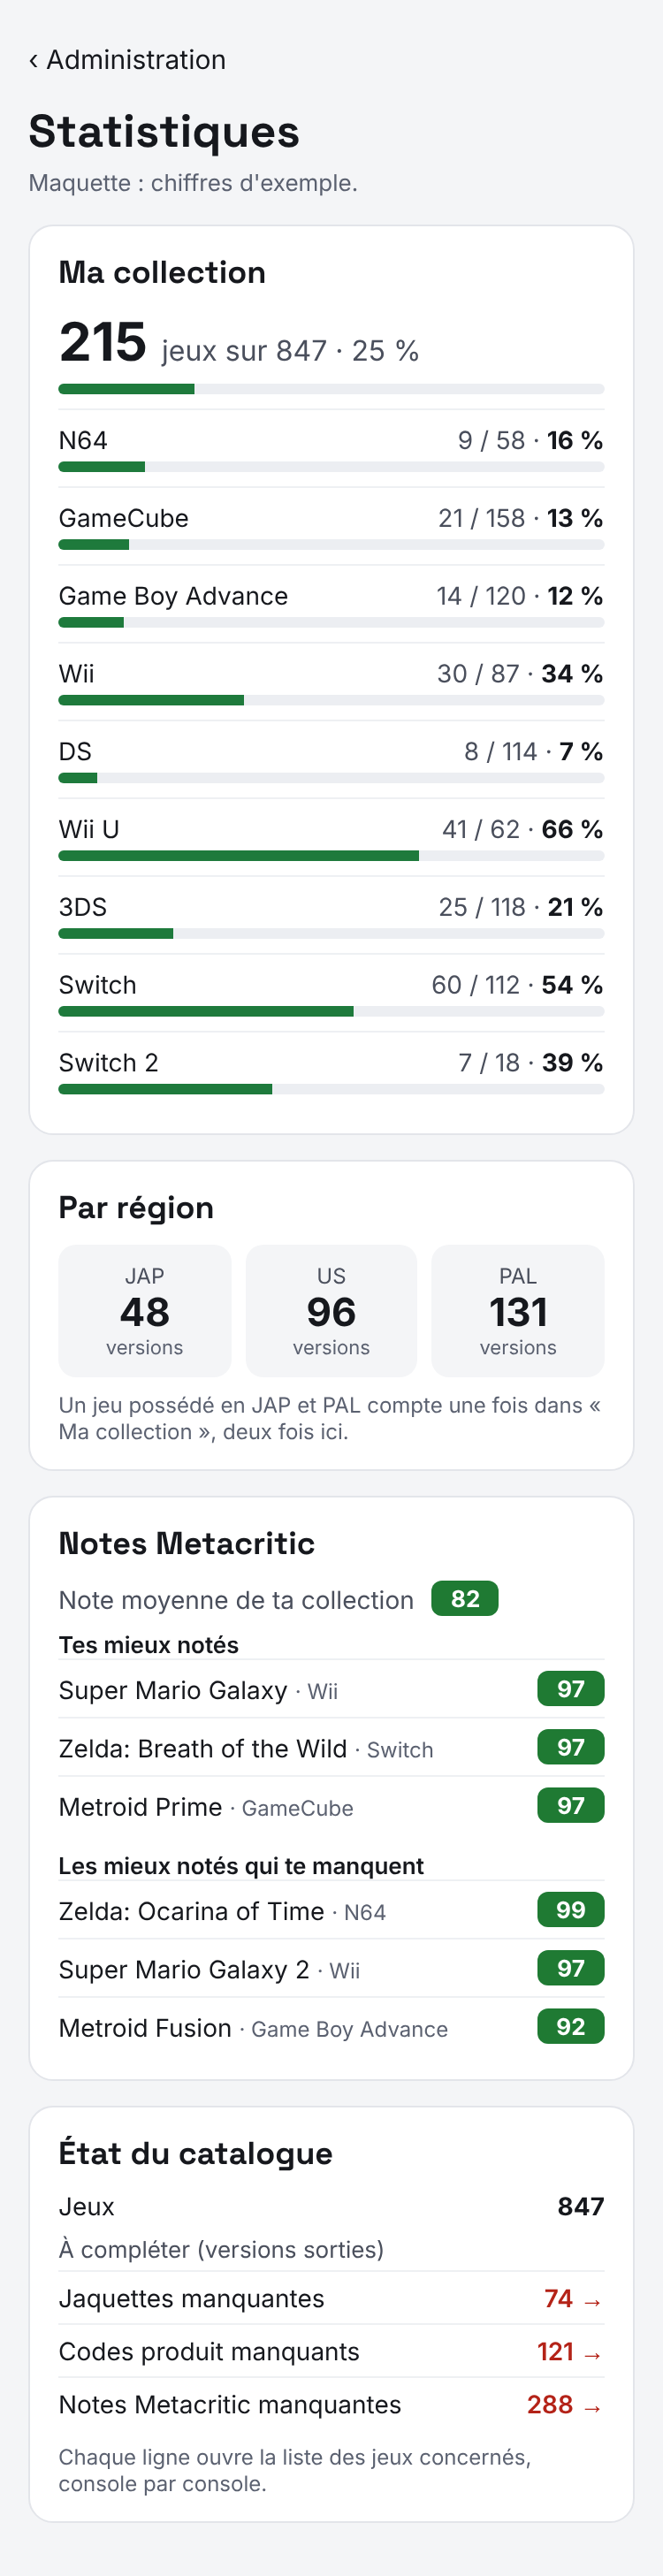 ‹ Administration
Statistiques
Maquette : chiffres d'exemple.
Ma collection
215 jeux sur 847 · 25 %
N64 9 / 58 · 16 %
GameCube 21 / 158 · 13 %
Game Boy Advance 14 / 120 · 12 %
Wii 30 / 87 · 34 %
DS 8 / 114 · 7 %
Wii U 41 / 62 · 66 %
3DS 25 / 118 · 21 %
Switch 60 / 112 · 54 %
Switch 2 7 / 18 · 39 %
Par région
JAP US PAL
48 96 131
versions versions versions
Un jeu possédé en JAP et PAL compte une fois dans «
Ma collection », deux fois ici.
Notes Metacritic
Note moyenne de ta collection 82
Tes mieux notés
Super Mario Galaxy · Wii 97
Zelda: Breath of the Wild · Switch 97
Metroid Prime · GameCube 97
Les mieux notés qui te manquent
Zelda: Ocarina of Time · N64 99
Super Mario Galaxy 2 · Wii 97
Metroid Fusion · Game Boy Advance 92
État du catalogue
Jeux 847
À compléter (versions sorties)
Jaquettes manquantes 74 →
Codes produit manquants 121 →
Notes Metacritic manquantes 288 →
Chaque ligne ouvre la liste des jeux concernés,
console par console.